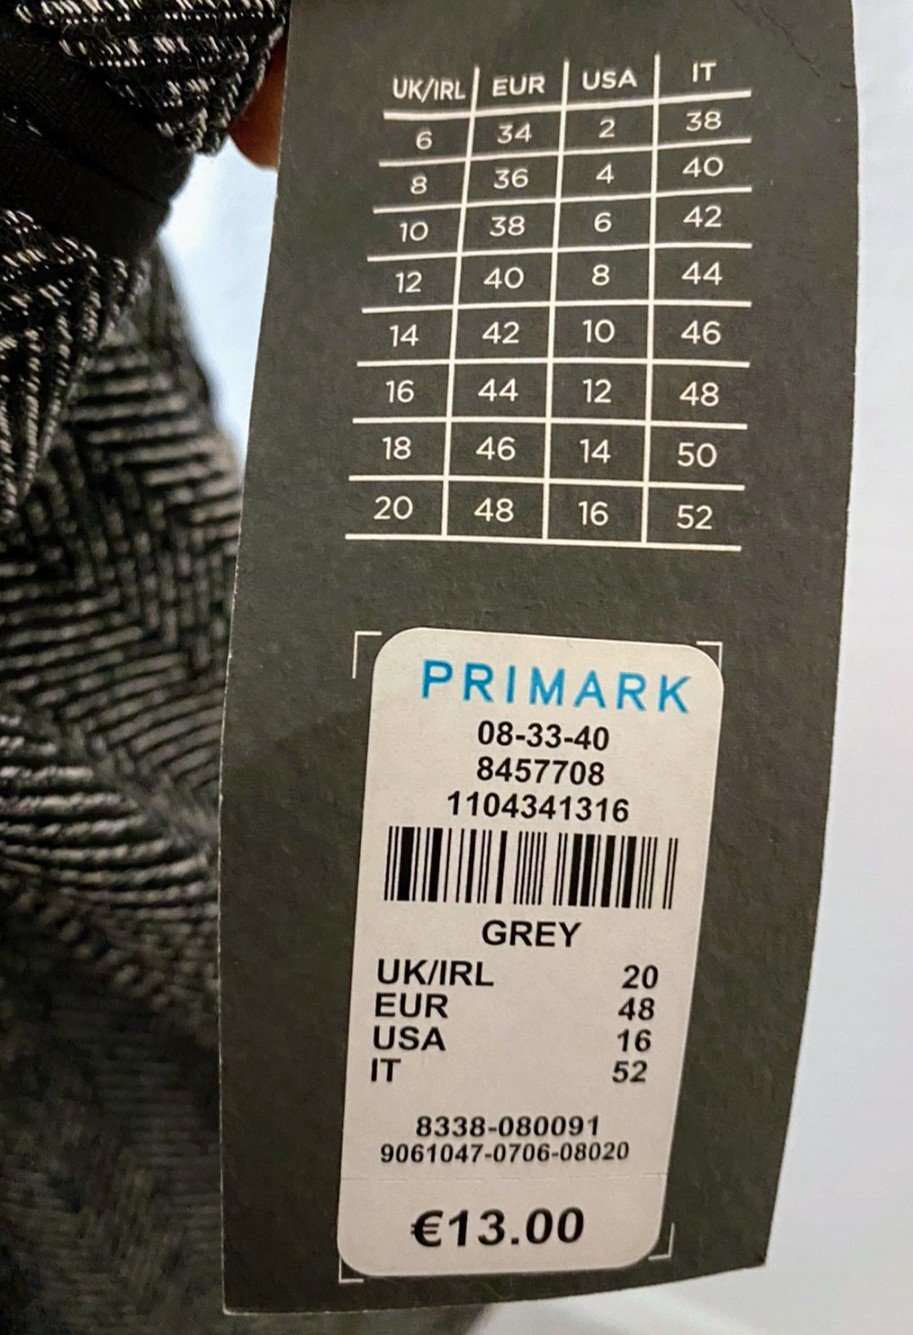 UK/IRL EUR USA IT
6 34 2 38
8 36 4 40
10 38 6 42
12 40 8 44
14 42 10 46
16 44 12 48
18 46 14 50
20 48 16 52
PRIMARK
08-33-40
8457708
1104341316
GREY
UK/IRL 20
EUR 48
USA 16
IT 52
8338-080091
9061047-0706-08020
€13.00